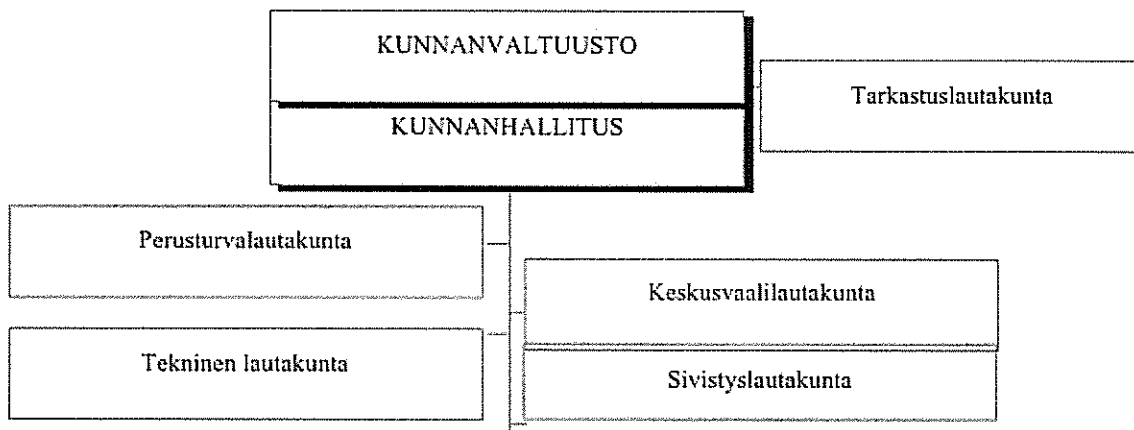 KUNNANVALTUUSTO
Tarkastuslautakunta
KUNNANHALLITUS
Perusturvalautakunta
Keskusvaalilautakunta
Tekninen lautakunta
Sivistyslautakunta